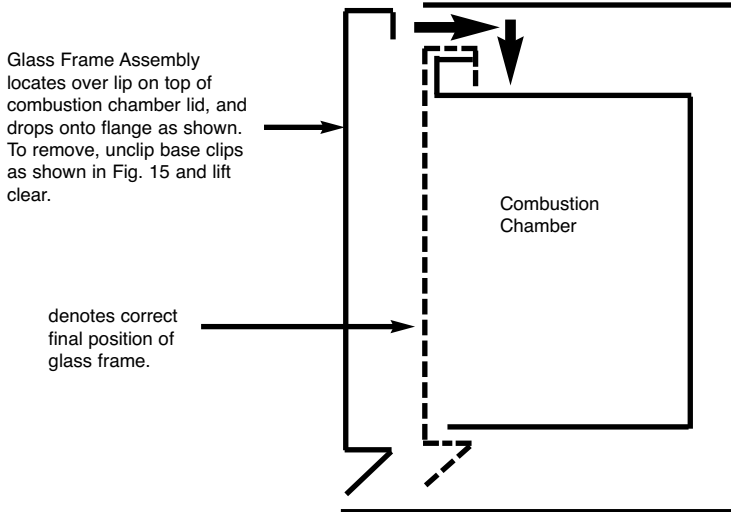 Glass Frame Assembly
locates over lip on top of
combustion chamber lid, and
drops onto flange as shown.
To remove, unclip base clips
as shown in Fig. 15 and lift
clear.
Combustion
Chamber
denotes correct
final position of
glass frame.